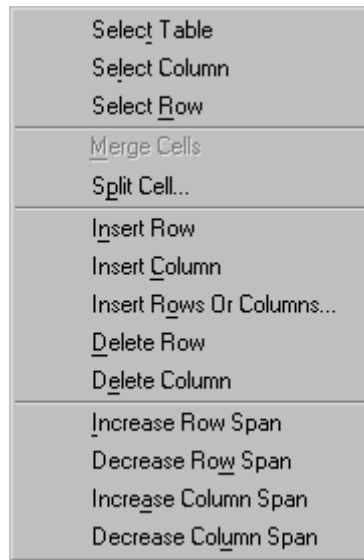 Select Table
Select Column
Select Row
Merge Cells
Split Cell...
Insert Row
Insert Column
Insert Rows Or Columns...
Delete Row
Delete Column
Increase Row Span
Decrease Row Span
Increase Column Span
Decrease Column Span